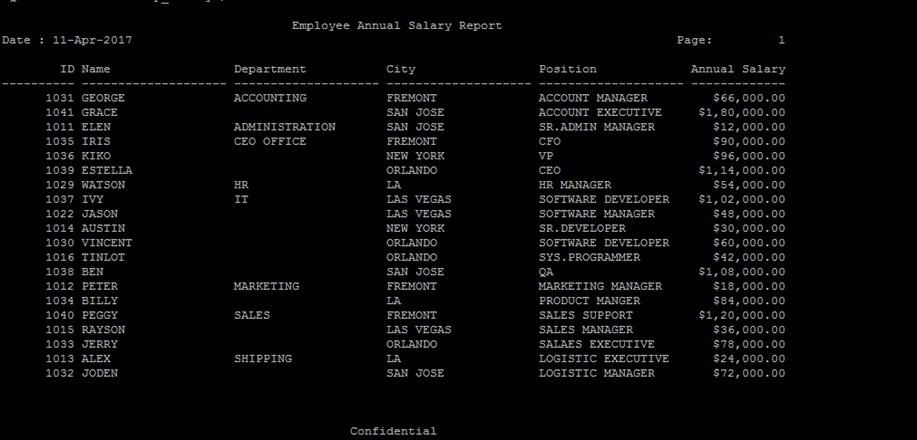 Employee Annual Salary Report
Date : 11-Apr-2017 Page: 1
ID Name Department City Position Annual Salary
---------- -------------------- -------------------- -------------------- -------------------- -------------
1031 GEORGE ACCOUNTING FREMONT ACCOUNT MANAGER $66,000.00
1041 GRACE SAN JOSE ACCOUNT EXECUTIVE $1,80,000.00
1011 ELEN ADMINISTRATION SAN JOSE SR.ADMIN MANAGER $12,000.00
1035 IRIS CEO OFFICE FREMONT CFO $90,000.00
1036 KIKO NEW YORK VP $96,000.00
1039 ESTELLA ORLANDO CEO $1,14,000.00
1029 WATSON HR LA HR MANAGER $54,000.00
1037 IVY IT LAS VEGAS SOFTWARE DEVELOPER $1,02,000.00
1022 JASON LAS VEGAS SOFTWARE MANAGER $48,000.00
1014 AUSTIN NEW YORK SR.DEVELOPER $30,000.00
1030 VINCENT ORLANDO SOFTWARE DEVELOPER $60,000.00
1016 TINLOT ORLANDO SYS.PROGRAMMER $42,000.00
1038 BEN SAN JOSE QA $1,08,000.00
1012 PETER MARKETING FREMONT MARKETING MANAGER $18,000.00
1034 BILLY LA PRODUCT MANGER $84,000.00
1040 PEGGY SALES FREMONT SALES SUPPORT $1,20,000.00
1015 RAYSON LAS VEGAS SALES MANAGER $36,000.00
1033 JERRY ORLANDO SALAES EXECUTIVE $78,000.00
1013 ALEX SHIPPING LA LOGISTIC EXECUTIVE $24,000.00
1032 JODEN SAN JOSE LOGISTIC MANAGER $72,000.00
Confidential